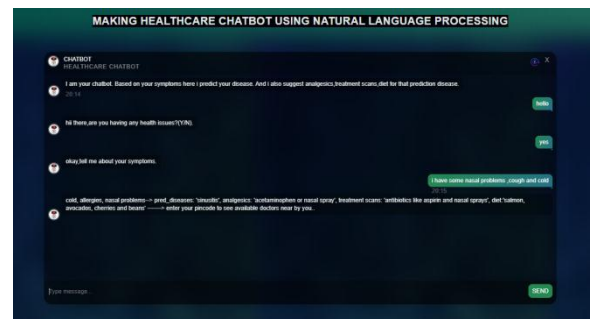 MAKING HEALTHCARE CHATBOT USING NATURAL LANGUAGE PROCESSING
CHATBOT
HEALTHCARE CHATBOT
X
I am your chatbot. Based on your symptoms here i predict your disease. And i also suggest analgesics,treatment scans,diet for that prediction disease.
20:14
hello
hii there,are you having any health issues?(Y/N).
yes
okay,tell me about your symptoms.
i have some nasal problems ,cough and cold
20:15
cold, allergies, nasal problems--> pred_diseases: 'sinustis', analgesics: 'acetaminophen or nasal spray', treatment scams: 'antibiotics like aspirin and nasal sprays', diet:'salmon,
avocados, cherries and beans' ------> enter your pincode to see available doctors near by you..
Type message..
SEND